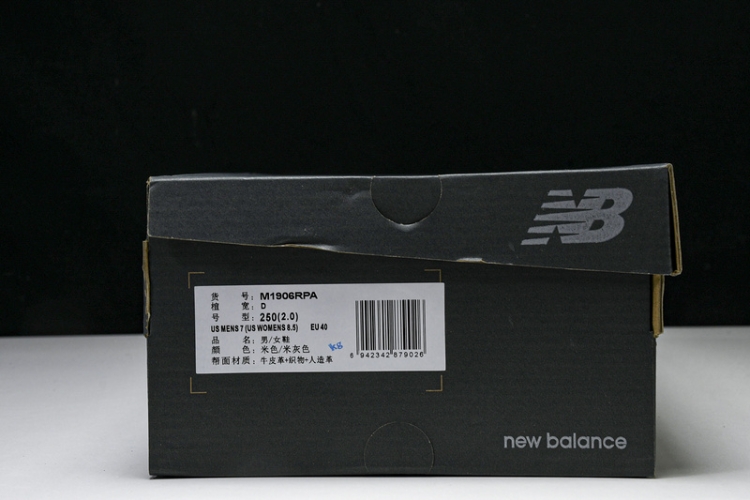 NB
货 号: M1906RPA
楦 宽: D
号 型: 250(2.0)
US MENS 7 (US WOMENS 8.5) EU 40
品 名: 男/女鞋
颜 色: 米色/米灰色
帮面材质: 牛皮革+织物+人造革
8 942342 879026
new balance